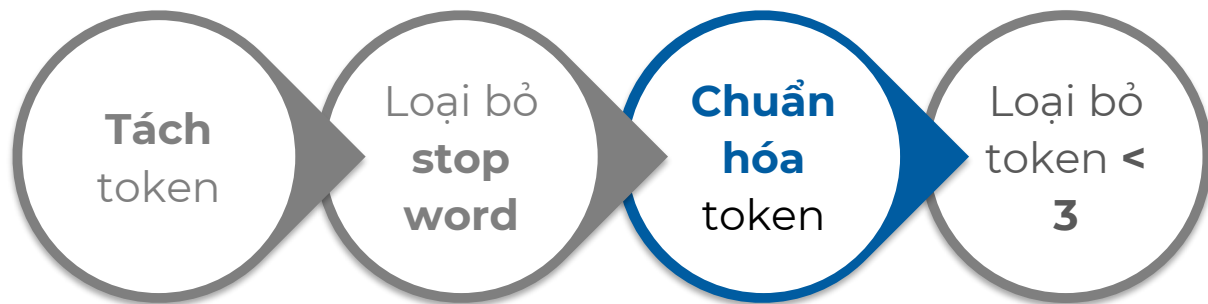 Tách
token
Loại bỏ
stop
word
Chuẩn
hóa
token
Loại bỏ
token <
3